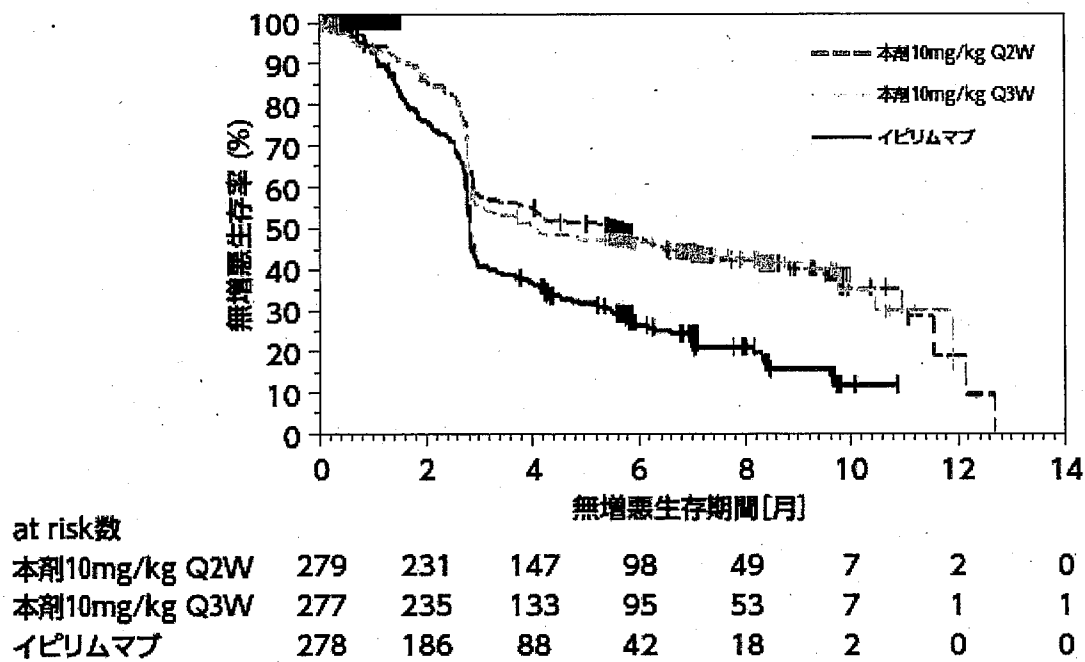 100
90
80
70
60
50
40
30
20
10
0
無増悪生存率 (%)
本剤10mg/kg Q2W
本剤10mg/kg Q3W
イピリムマブ
0 2 4 6 8 10 12 14
無増悪生存期間[月]
at risk数
本剤10mg/kg Q2W 279 231 147 98 49 7 2 0
本剤10mg/kg Q3W 277 235 133 95 53 7 1 1
イピリムマブ 278 186 88 42 18 2 0 0